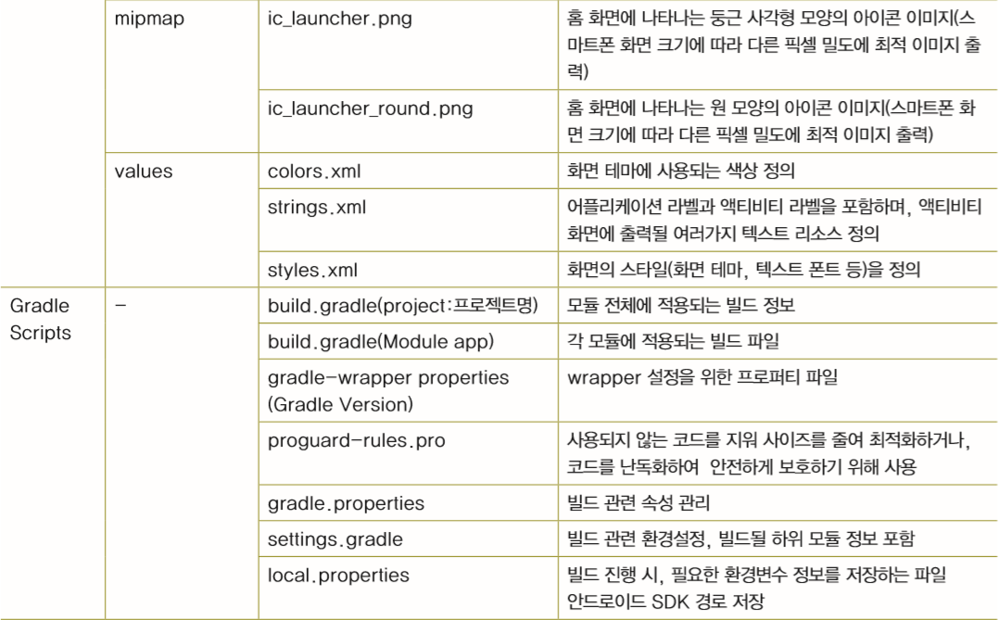 mipmap ic_launcher.png 홈 화면에 나타나는 둥근 사각형 모양의 아이콘 이미지(스
마트폰 화면 크기에 따라 다른 픽셀 밀도에 최적 이미지 출
력)
ic_launcher_round.png 홈 화면에 나타나는 원 모양의 아이콘 이미지(스마트폰 화
면 크기에 따라 다른 픽셀 밀도에 최적 이미지 출력)
values colors.xml 화면 테마에 사용되는 색상 정의
strings.xml 어플리케이션 라벨과 액티비티 라벨을 포함하며, 액티비티
화면에 출력될 여러가지 텍스트 리소스 정의
styles.xml 화면의 스타일(화면 테마, 텍스트 폰트 등)을 정의
Gradle - build.gradle(project:프로젝트명) 모듈 전체에 적용되는 빌드 정보
Scripts
build.gradle(Module app) 각 모듈에 적용되는 빌드 파일
gradle-wrapper properties wrapper 설정을 위한 프로퍼티 파일
(Gradle Version)
proguard-rules.pro 사용되지 않는 코드를 지워 사이즈를 줄여 최적화하거나,
코드를 난독화하여 안전하게 보호하기 위해 사용
gradle.properties 빌드 관련 속성 관리
settings.gradle 빌드 관련 환경설정, 빌드될 하위 모듈 정보 포함
local.properties 빌드 진행 시, 필요한 환경변수 정보를 저장하는 파일
안드로이드 SDK 경로 저장